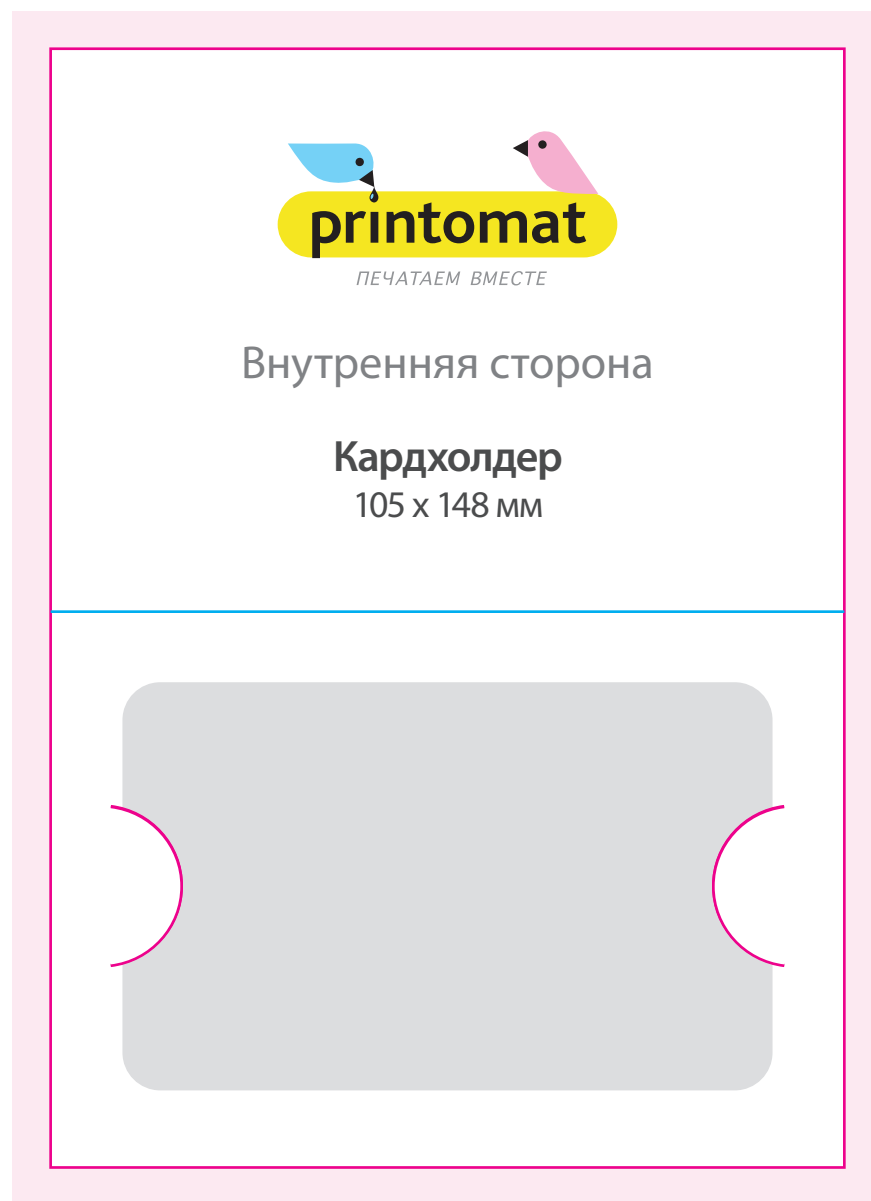 printomat
ПЕЧАТАЕМ ВМЕСТЕ
Внутренняя сторона
Кардхолдер
105 х 148 мм